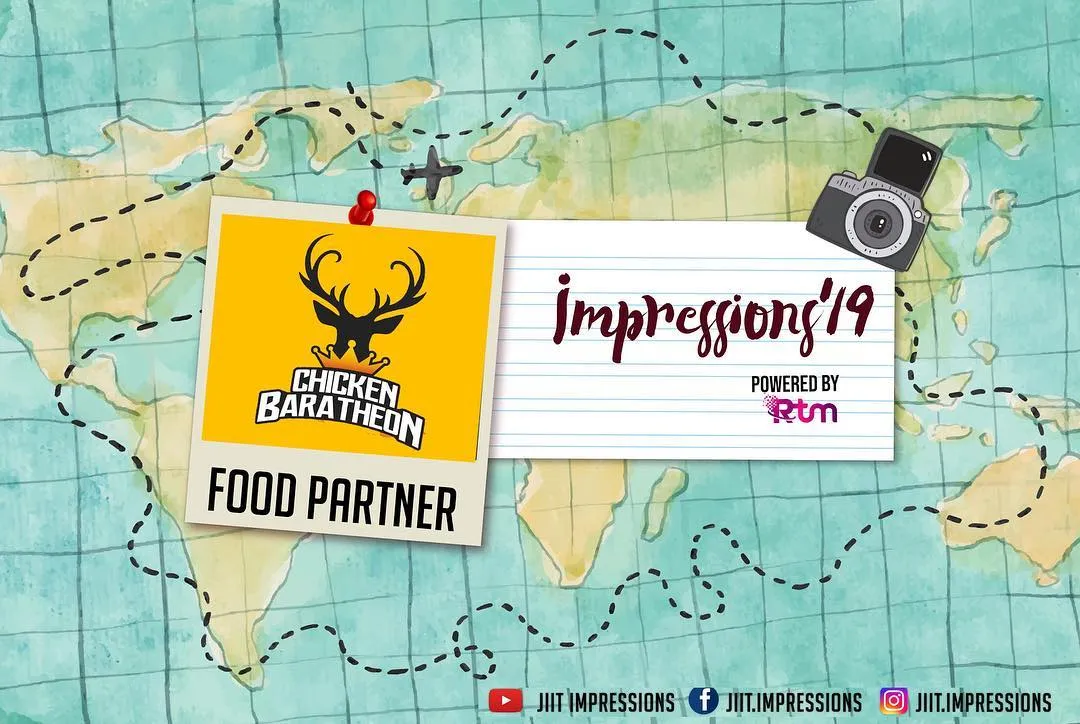 CHICKEN
BARATHEON
FOOD PARTNER
impressions'19
POWERED BY
Rtm
JIIT IMPRESSIONS
JIIT.IMPRESSIONS
JIIT.IMPRESSIONS